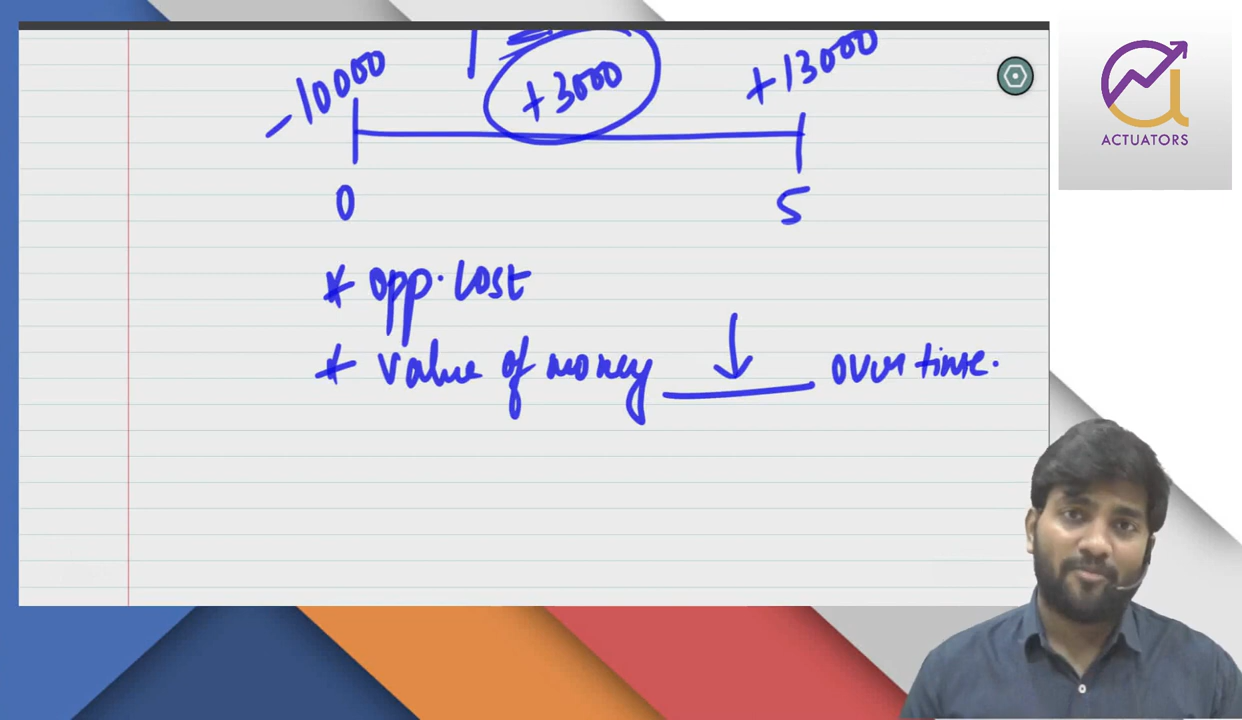 -10000 +3000 +13000
0 5
* opp. Cost
* value of money ↓ over time.
ACTUATORS